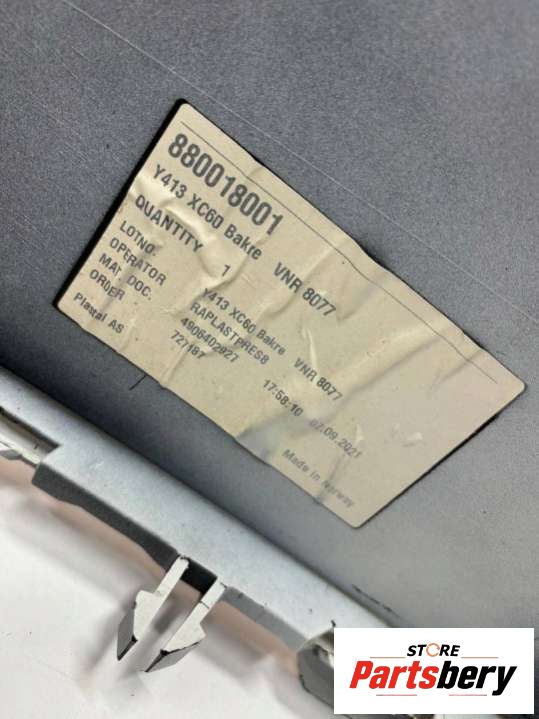 880018001
Y413 XC60 Bakre VNR 8077
QUANTITY 1
LOTNO. Y413 XC60 Bakre VNR 8077
OPERATOR RAPLASTPRES8
MAT. DOC. 4906402927 17:58:10 07.09.2021
ORDER 727187
Plastal AS Made in Norway
STORE
Partsbery